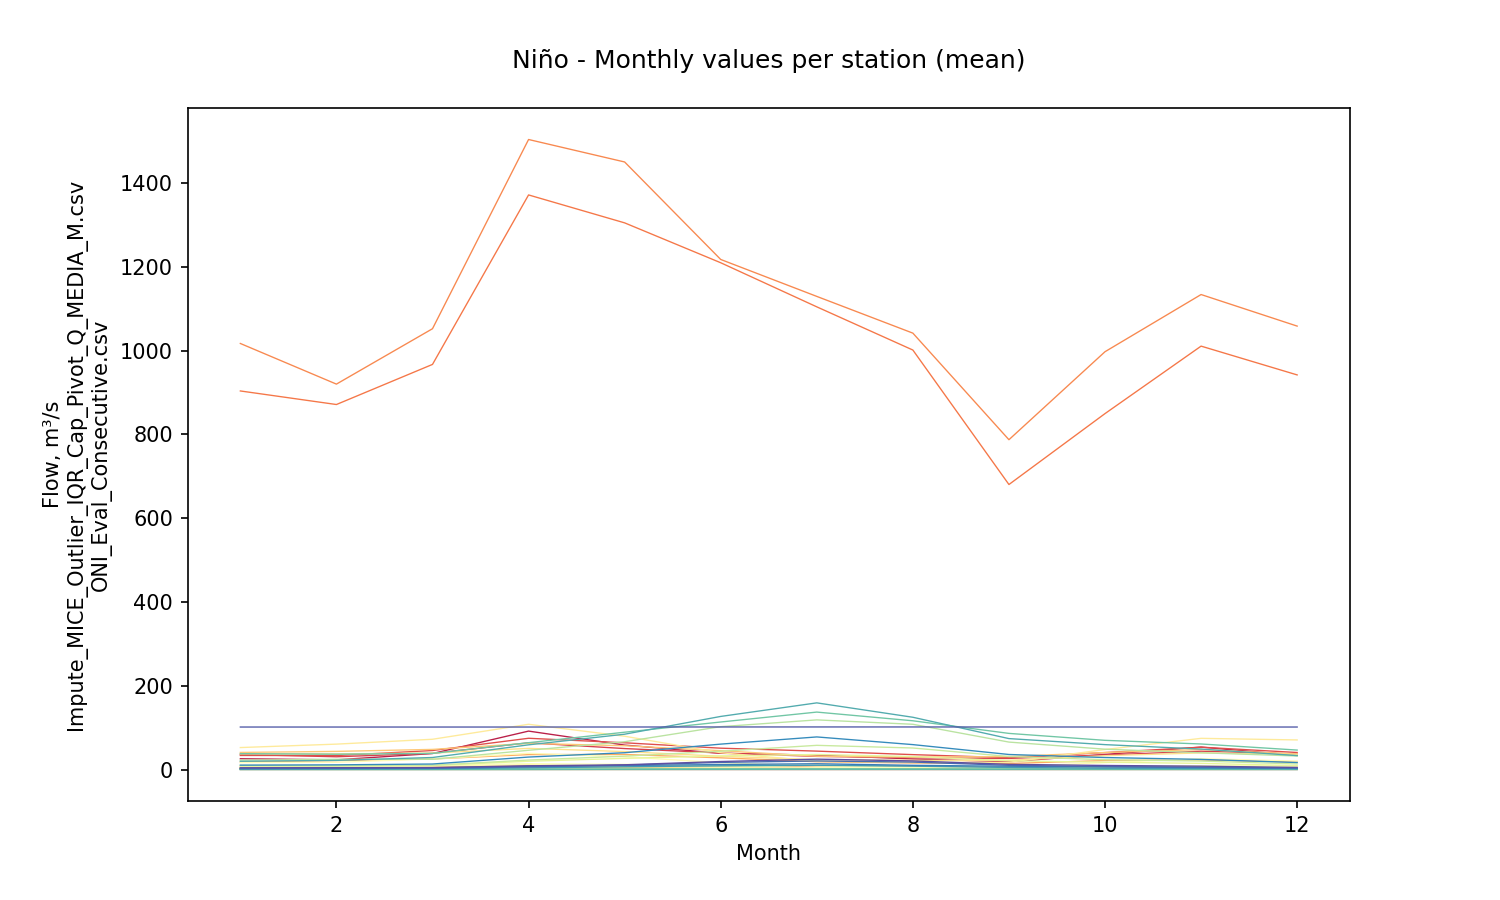 Niño - Monthly values per station (mean)
Flow, m³/s
Impute_MICE_Outlier_IQR_Cap_Pivot_Q_MEDIA_M.csv
ONI_Eval_Consecutive.csv
1400
1200
1000
800
600
400
200
0
2 4 6 8 10 12
Month